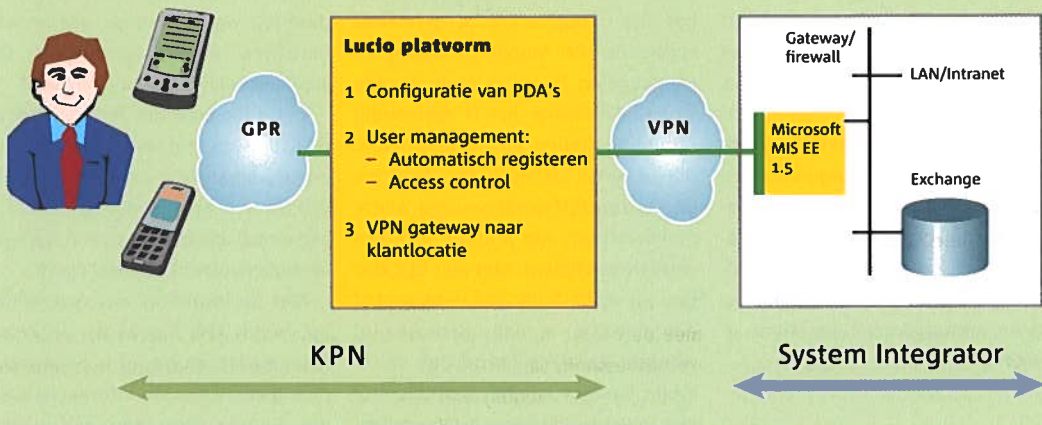 Lucio platvorm
1 Configuratie van PDA's
2 User management:
– Automatisch registeren
– Access control
3 VPN gateway naar
klantlocatie
GPR
VPN
Gateway/
firewall
LAN/Intranet
Microsoft
MIS EE
1.5
Exchange
KPN
System Integrator